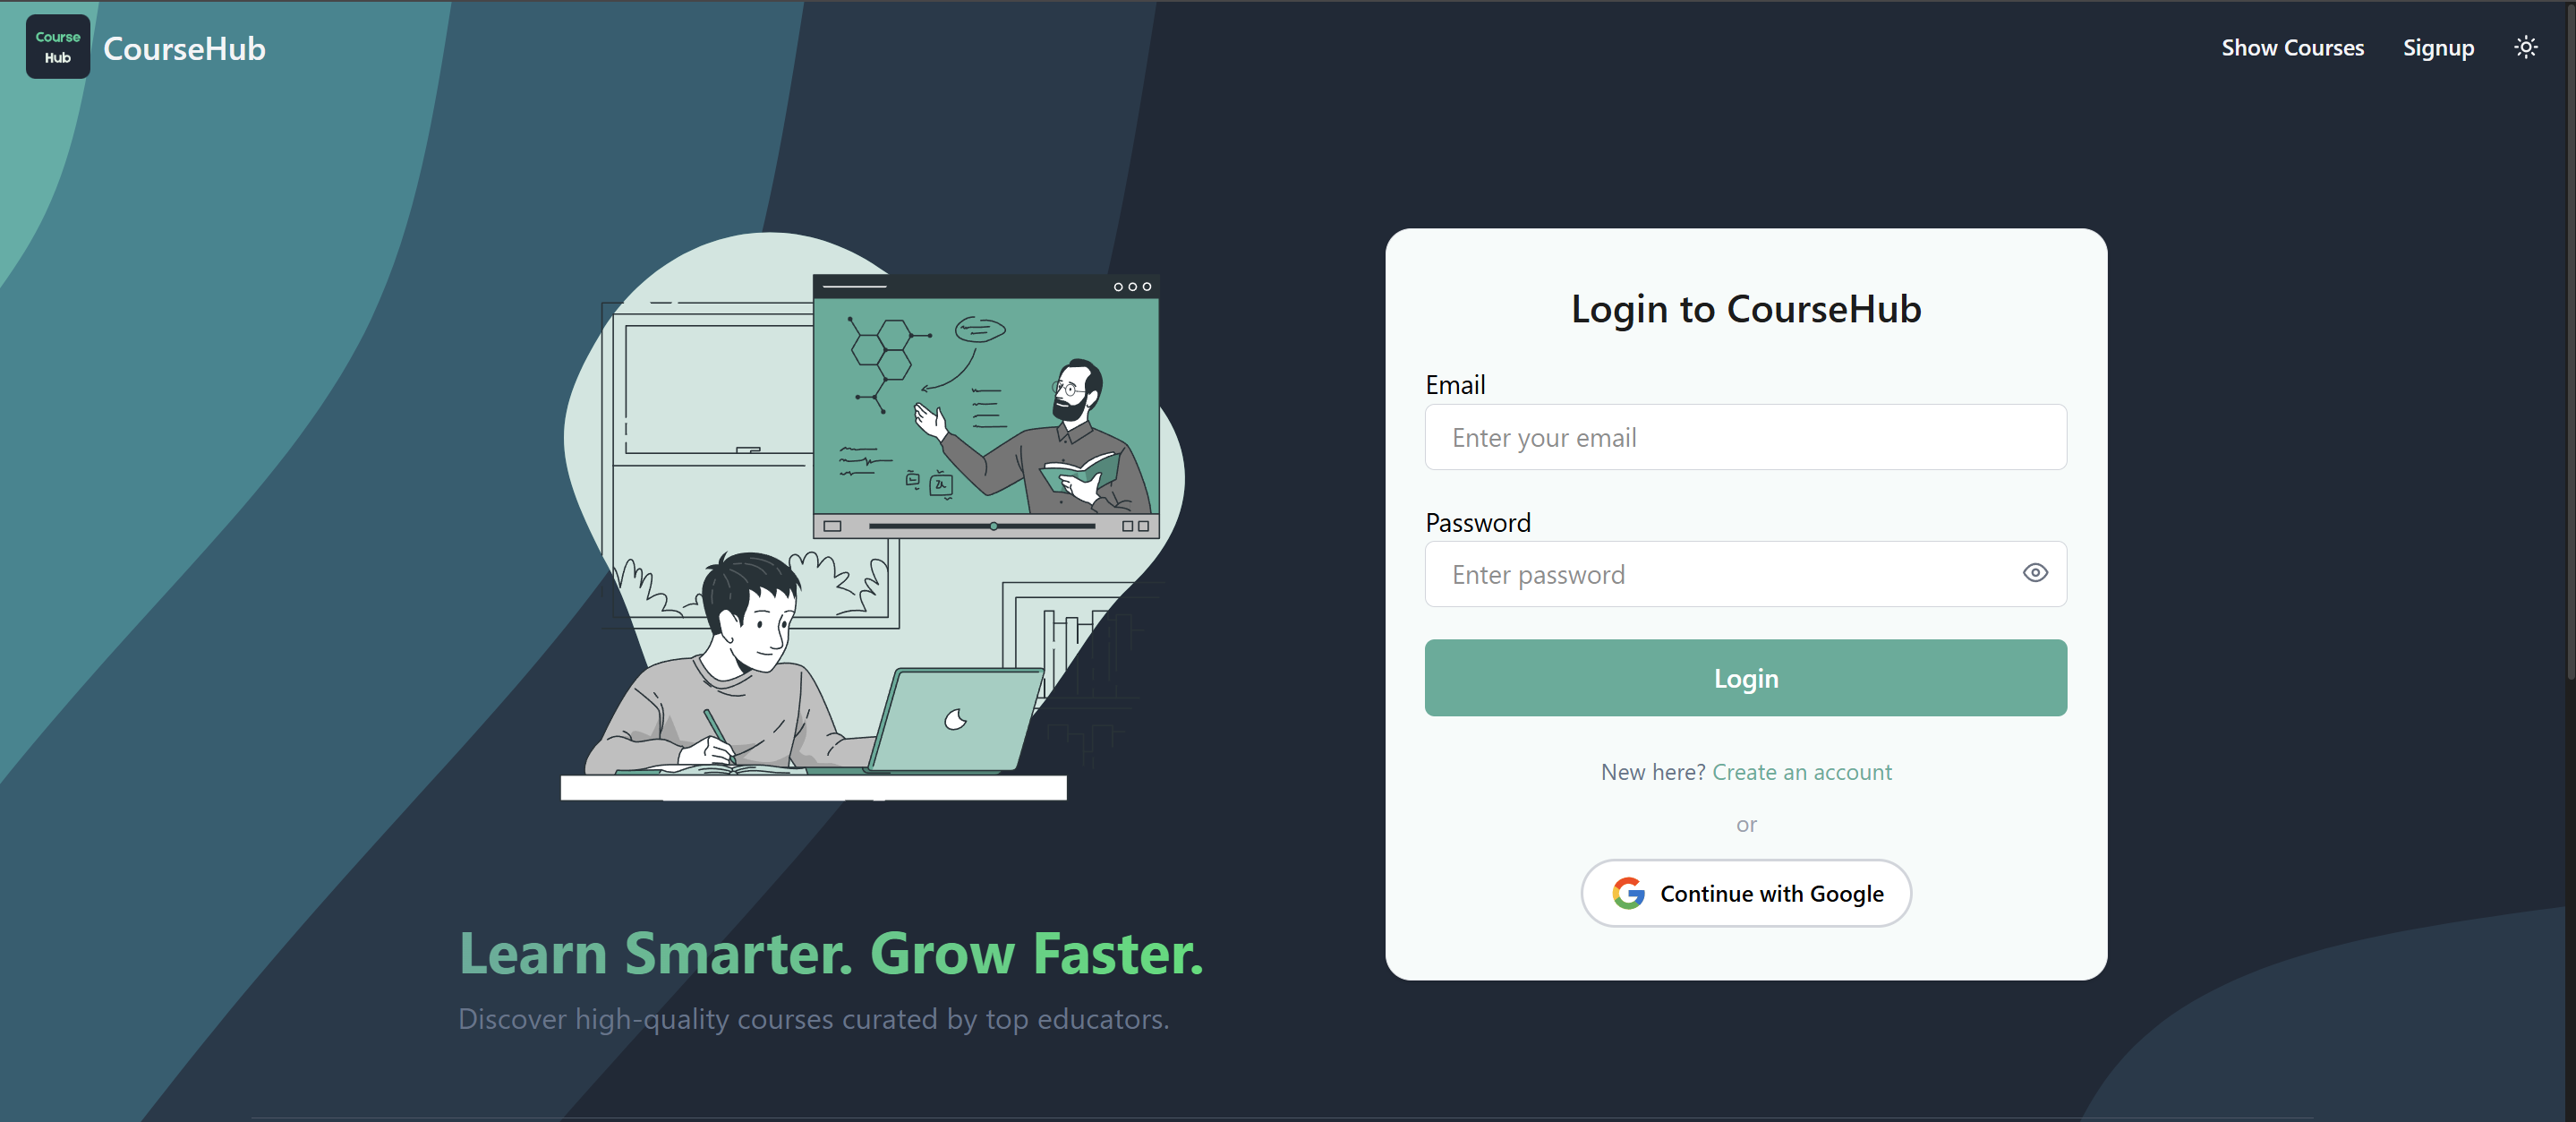 Course
Hub
CourseHub
Show Courses
Signup
Login to CourseHub
Email
Enter your email
Password
Enter password
Login
New here? Create an account
or
Continue with Google
Learn Smarter. Grow Faster.
Discover high-quality courses curated by top educators.